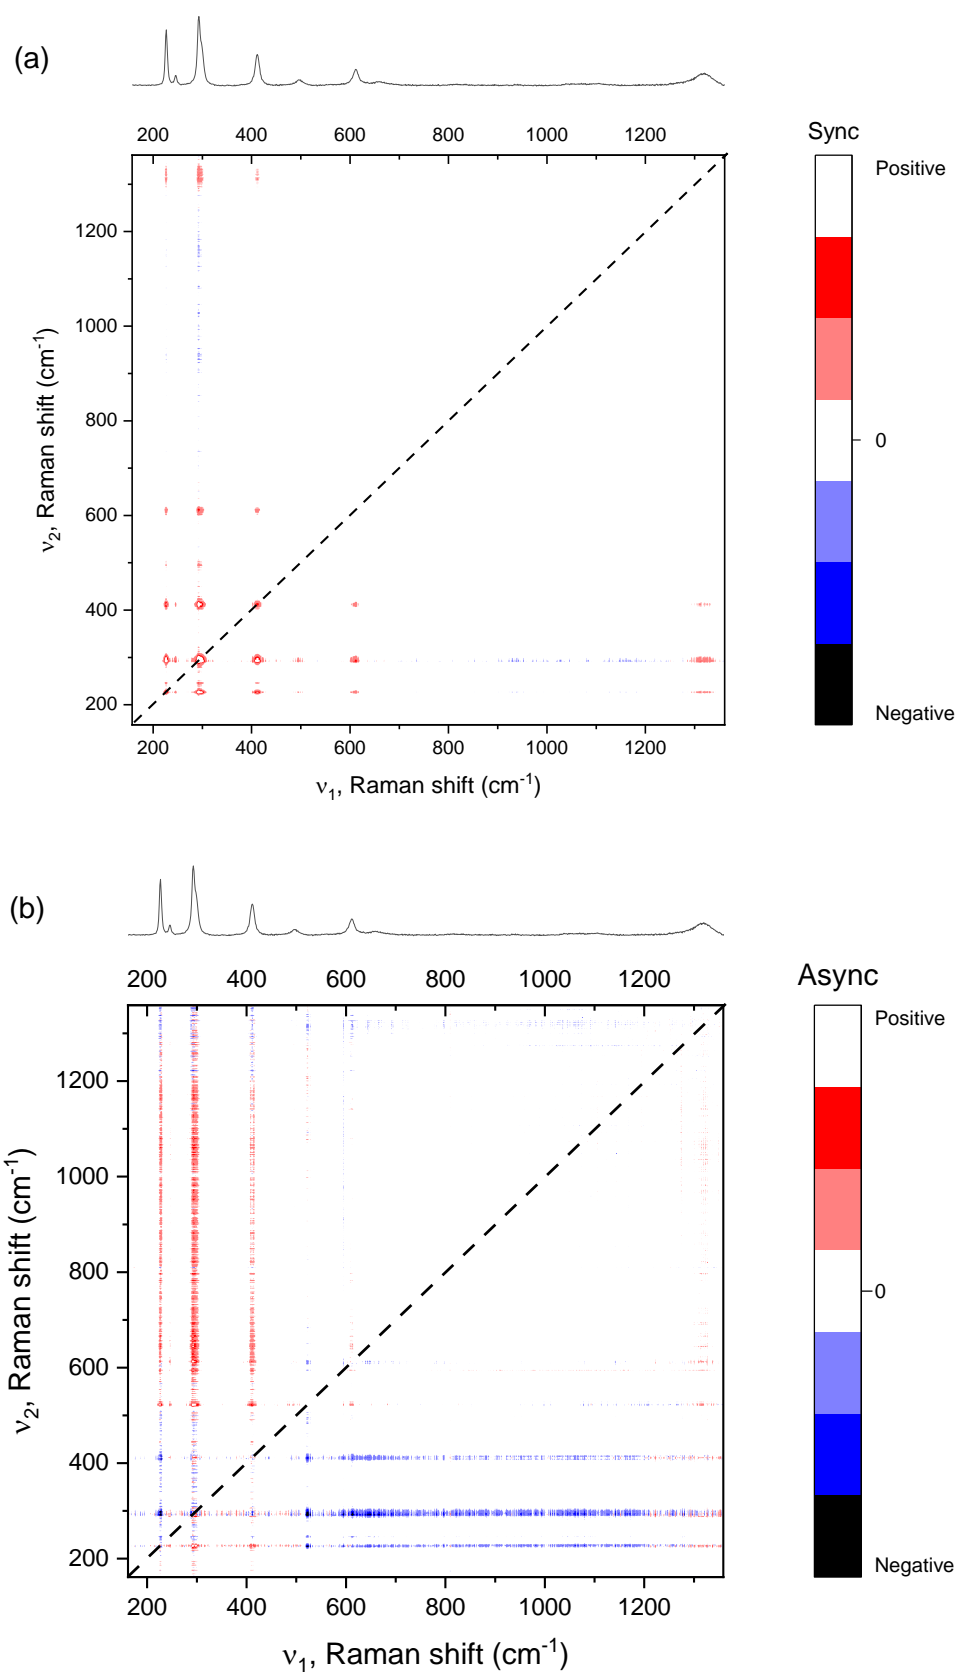 (a)
200 400 600 800 1000 1200
Sync
Positive
0
Negative
1200
1000
800
600
400
200
ν₂, Raman shift (cm⁻¹)
200 400 600 800 1000 1200
ν₁, Raman shift (cm⁻¹)
(b)
200 400 600 800 1000 1200
Async
Positive
0
Negative
1200
1000
800
600
400
200
ν₂, Raman shift (cm⁻¹)
200 400 600 800 1000 1200
ν₁, Raman shift (cm⁻¹)